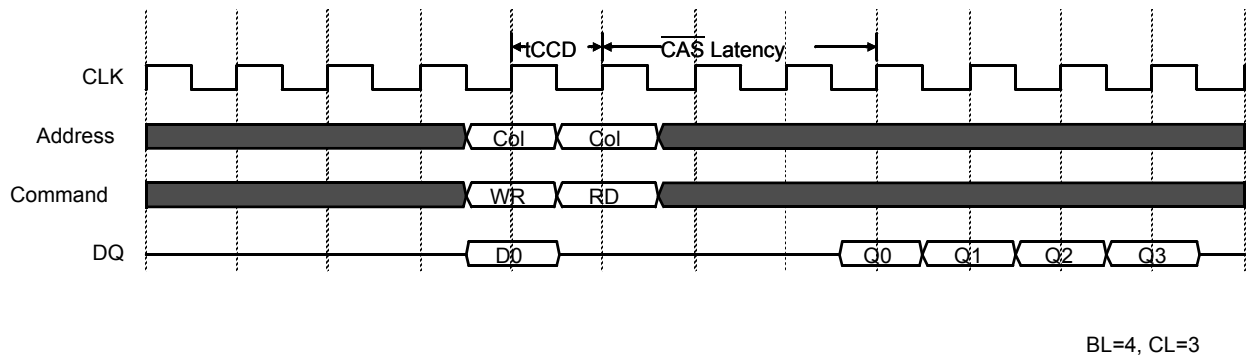 tCCD CAS Latency
CLK
Address Col Col
Command WR RD
DQ D0 Q0 Q1 Q2 Q3
BL=4, CL=3